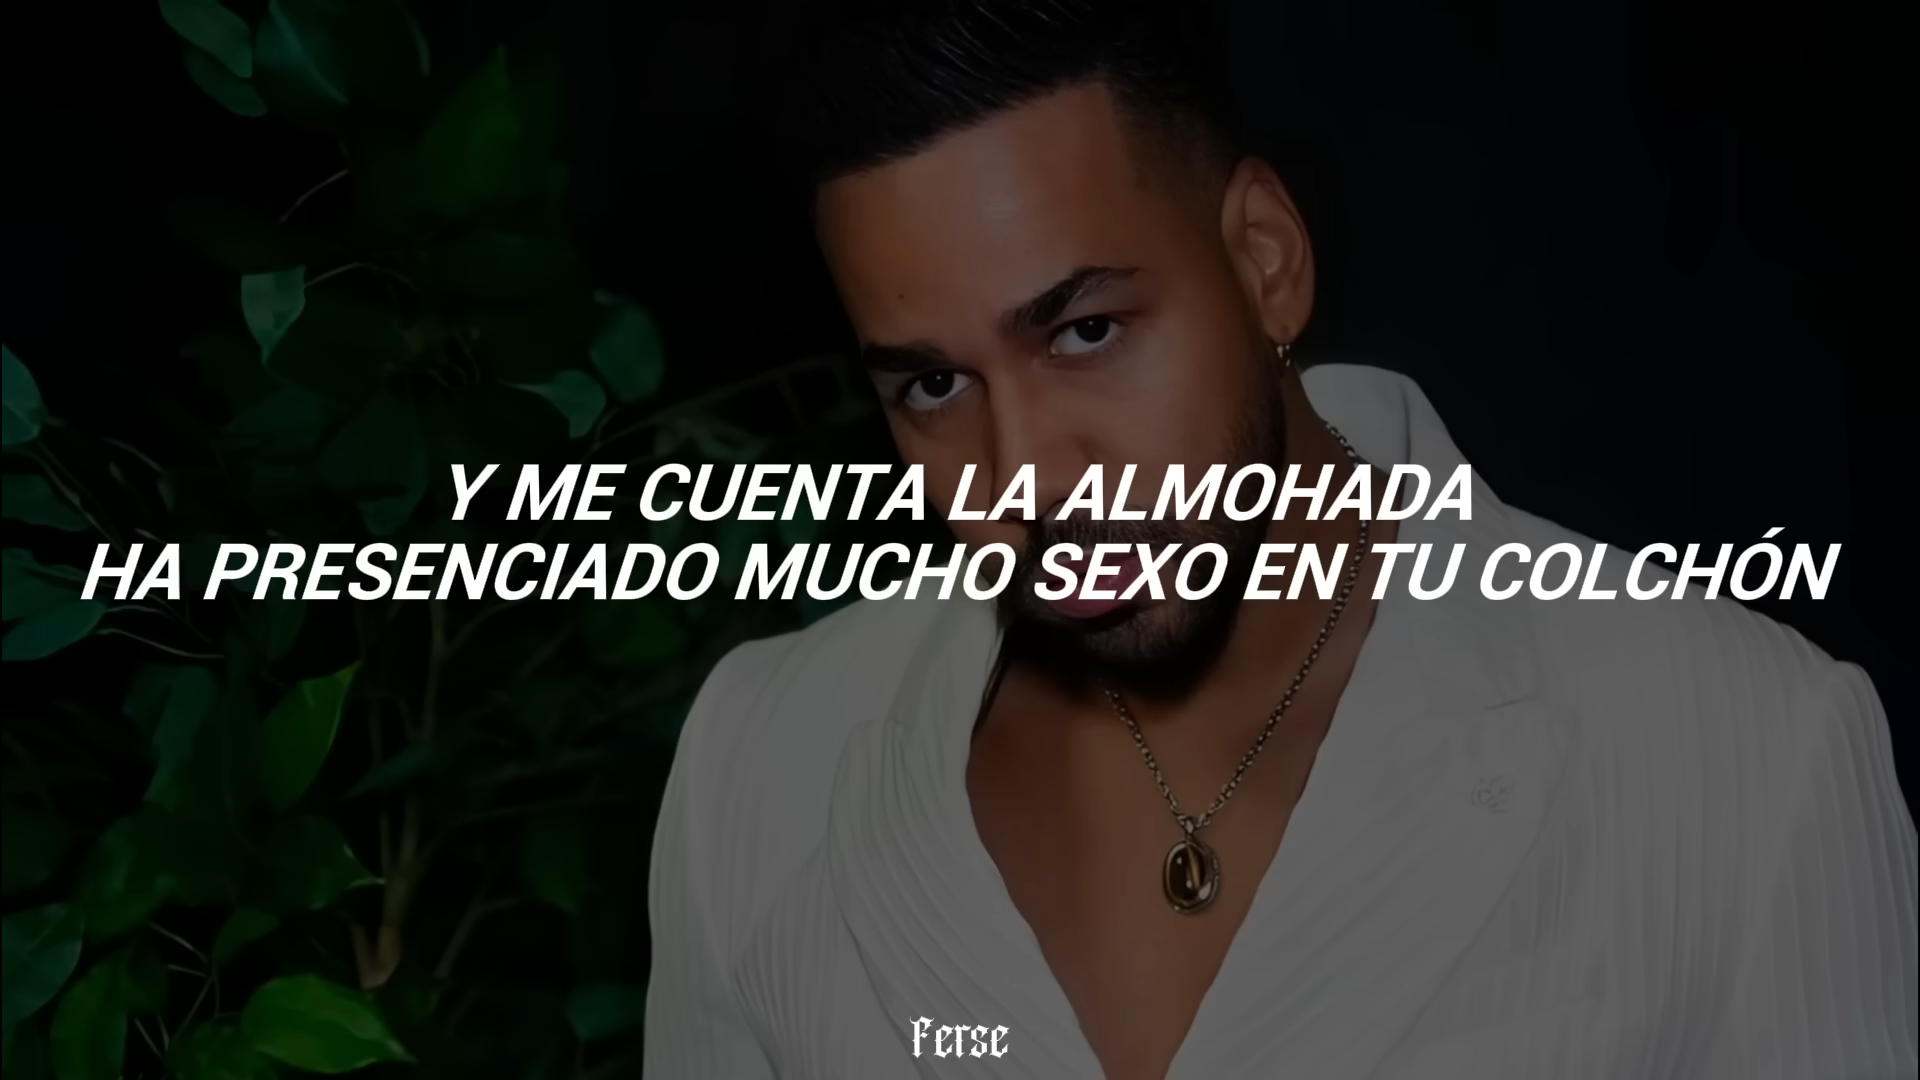 Y ME CUENTA LA ALMOHADA
HA PRESENCIADO MUCHO SEXO EN TU COLCHÓN
Ferse